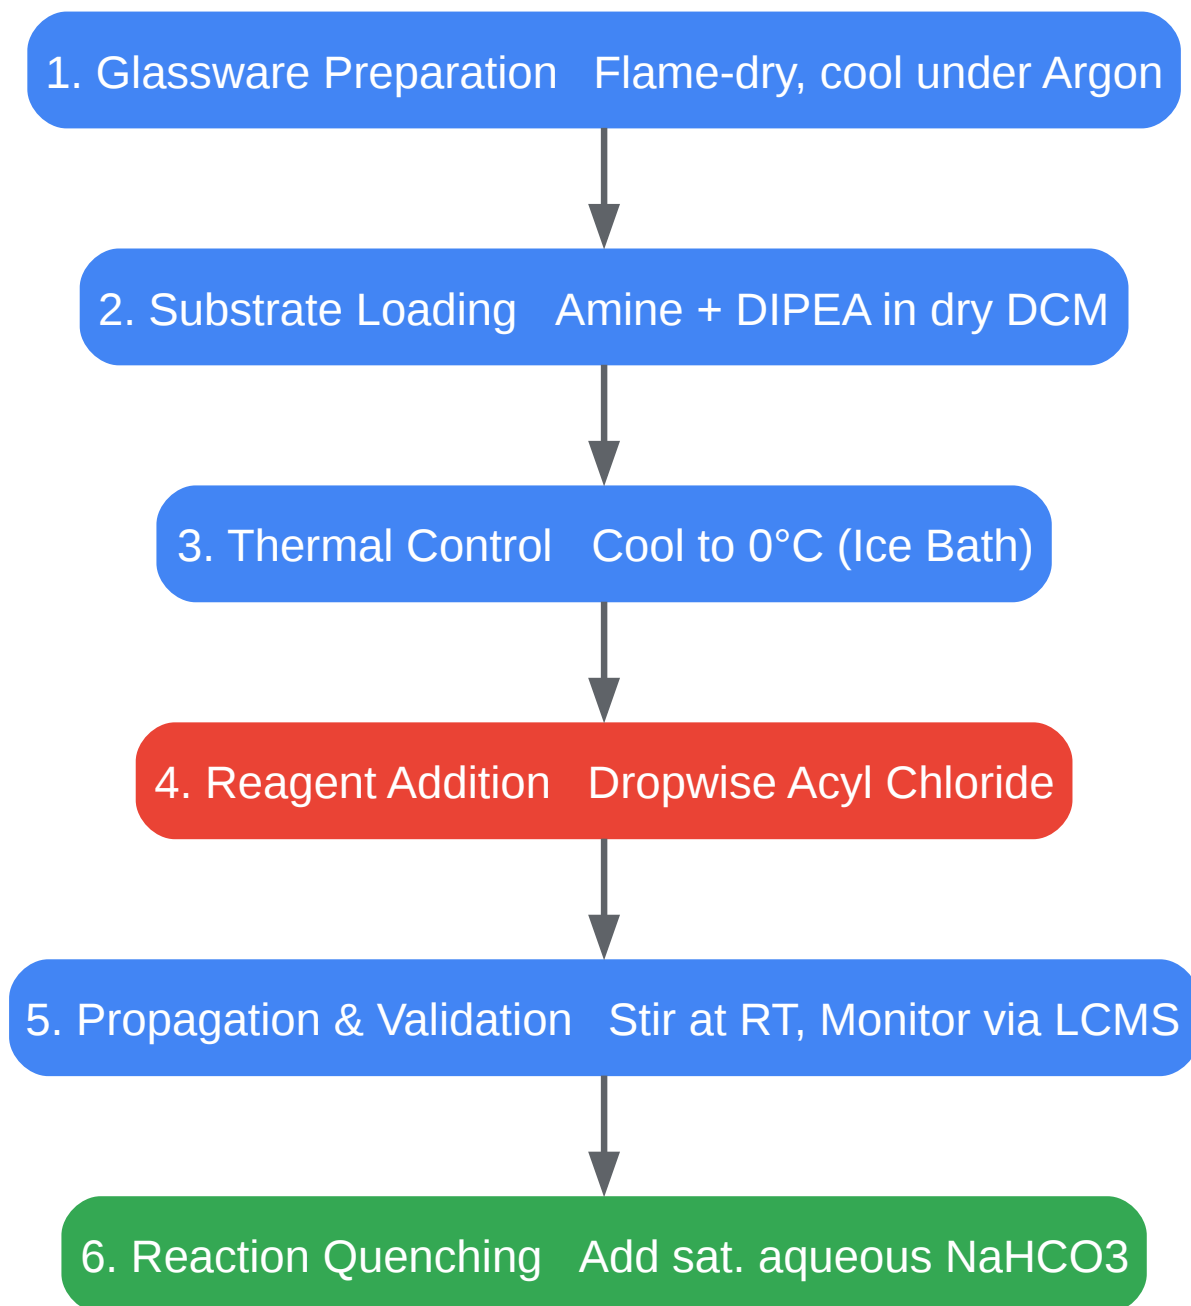 1. Glassware Preparation   Flame-dry, cool under Argon
2. Substrate Loading   Amine + DIPEA in dry DCM
3. Thermal Control   Cool to 0°C (Ice Bath)
4. Reagent Addition   Dropwise Acyl Chloride
5. Propagation & Validation   Stir at RT, Monitor via LCMS
6. Reaction Quenching   Add sat. aqueous NaHCO3